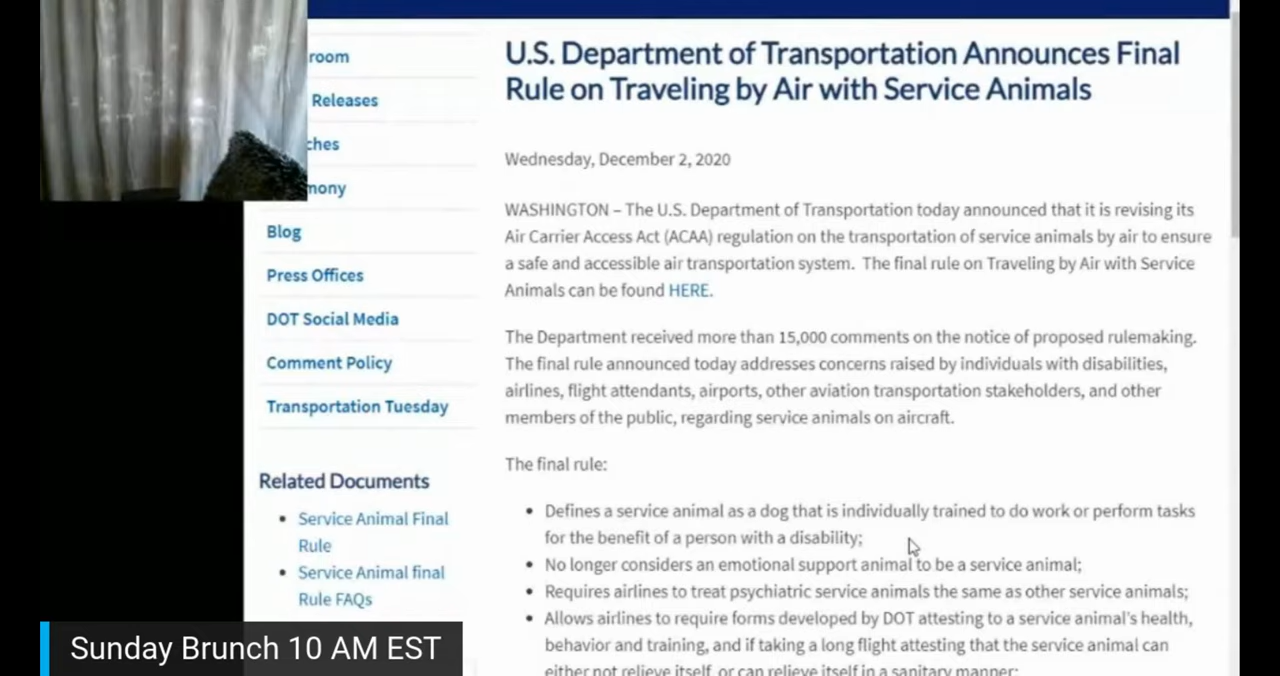 room
Releases
ches
mony
Blog
Press Offices
DOT Social Media
Comment Policy
Transportation Tuesday
Related Documents
Service Animal Final
Rule
Service Animal final
Rule FAQs
U.S. Department of Transportation Announces Final
Rule on Traveling by Air with Service Animals
Wednesday, December 2, 2020
WASHINGTON – The U.S. Department of Transportation today announced that it is revising its
Air Carrier Access Act (ACAA) regulation on the transportation of service animals by air to ensure
a safe and accessible air transportation system. The final rule on Traveling by Air with Service
Animals can be found HERE.
The Department received more than 15,000 comments on the notice of proposed rulemaking.
The final rule announced today addresses concerns raised by individuals with disabilities,
airlines, flight attendants, airports, other aviation transportation stakeholders, and other
members of the public, regarding service animals on aircraft.
The final rule:
• Defines a service animal as a dog that is individually trained to do work or perform tasks
for the benefit of a person with a disability;
• No longer considers an emotional support animal to be a service animal;
• Requires airlines to treat psychiatric service animals the same as other service animals;
• Allows airlines to require forms developed by DOT attesting to a service animal's health,
behavior and training, and if taking a long flight attesting that the service animal can
either not relieve itself, or can relieve itself in a sanitary manner;
Sunday Brunch 10 AM EST